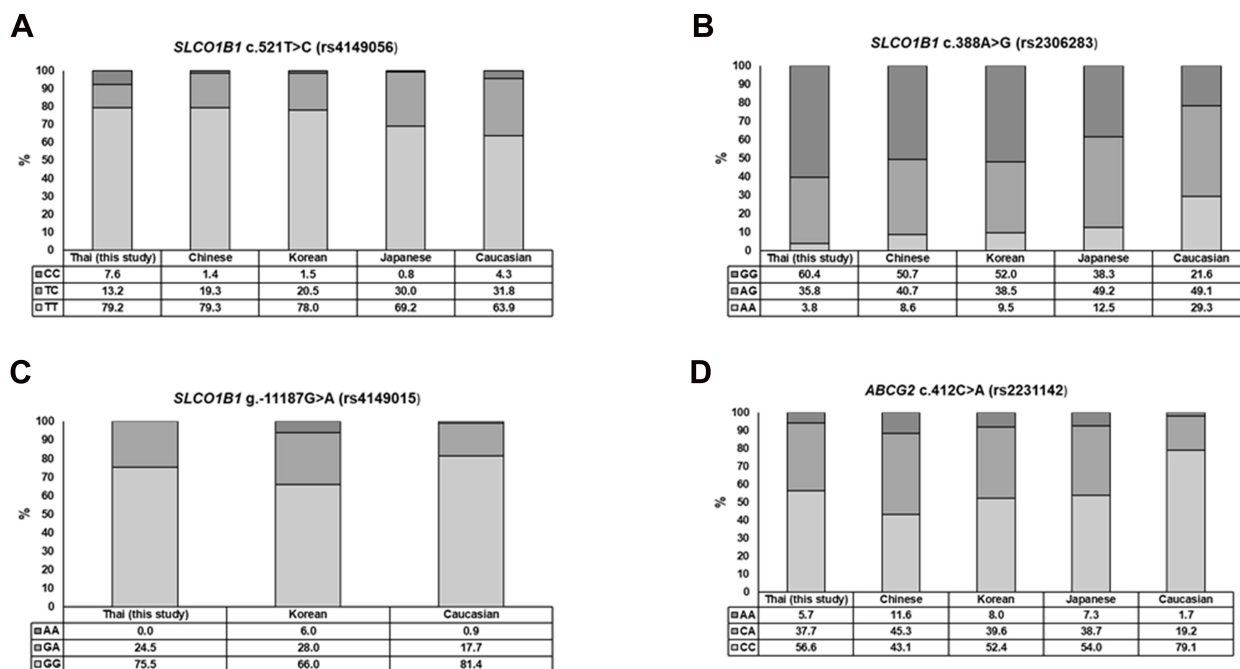 A
SLCO1B1 c.521T>C (rs4149056)
100
90
80
70
60
50
40
30
20
10
0
%
Thai (this study) Chinese Korean Japanese Caucasian
CC 7.6 1.4 1.5 0.8 4.3
TC 13.2 19.3 20.5 30.0 31.8
TT 79.2 79.3 78.0 69.2 63.9
B
SLCO1B1 c.388A>G (rs2306283)
100
90
80
70
60
50
40
30
20
10
0
%
Thai (this study) Chinese Korean Japanese Caucasian
GG 60.4 50.7 52.0 38.3 21.6
AG 35.8 40.7 38.5 49.2 49.1
AA 3.8 8.6 9.5 12.5 29.3
C
SLCO1B1 g.-11187G>A (rs4149015)
100
90
80
70
60
50
40
30
20
10
0
%
Thai (this study) Korean Caucasian
AA 0.0 6.0 0.9
GA 24.5 28.0 17.7
GG 75.5 66.0 81.4
D
ABCG2 c.412C>A (rs2231142)
100
90
80
70
60
50
40
30
20
10
0
%
Thai (this study) Chinese Korean Japanese Caucasian
AA 5.7 11.6 8.0 7.3 1.7
CA 37.7 45.3 39.6 38.7 19.2
CC 56.6 43.1 52.4 54.0 79.1